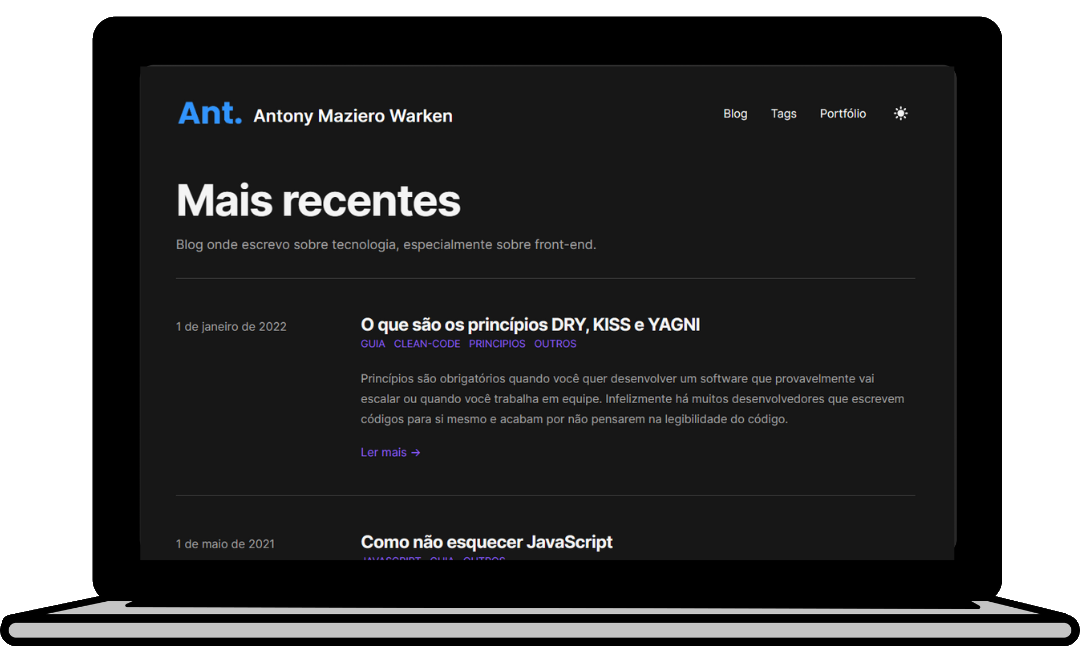 Ant. Antony Maziero Warken
Blog Tags Portfólio
Mais recentes
Blog onde escrevo sobre tecnologia, especialmente sobre front-end.
1 de janeiro de 2022
O que são os princípios DRY, KISS e YAGNI
GUIA CLEAN-CODE PRINCIPIOS OUTROS
Princípios são obrigatórios quando você quer desenvolver um software que provavelmente vai
escalar ou quando você trabalha em equipe. Infelizmente há muitos desenvolvedores que escrevem
códigos para si mesmo e acabam por não pensarem na legibilidade do código.
Ler mais →
1 de maio de 2021
Como não esquecer JavaScript
JAVASCRIPT GUIA OUTROS